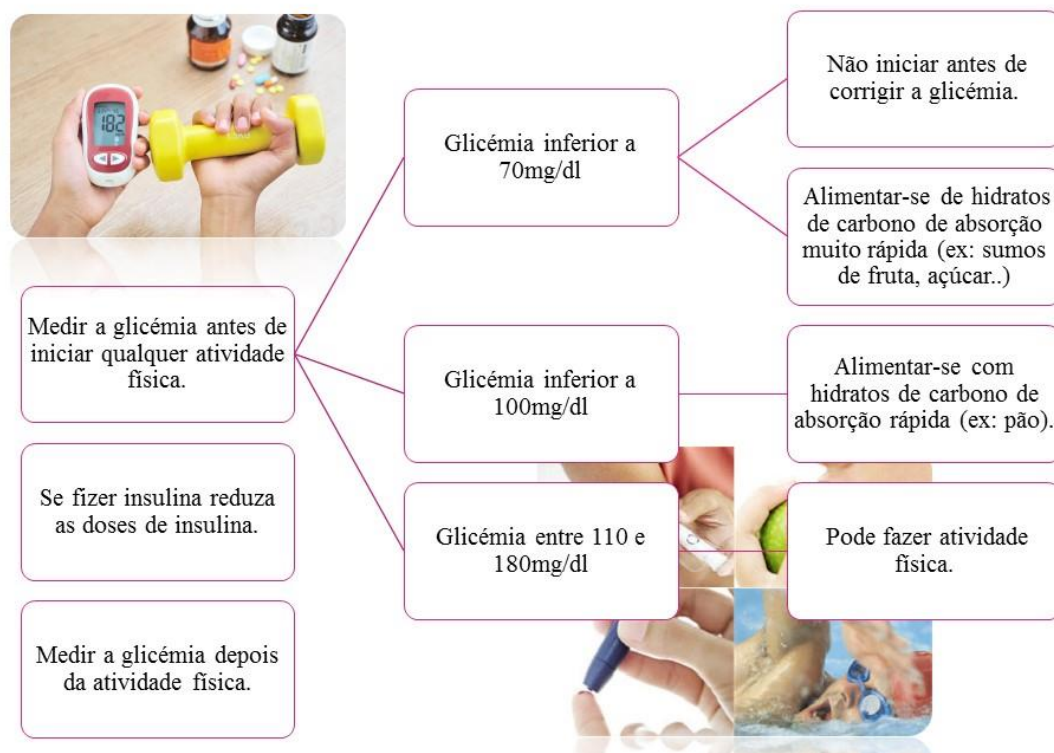 182
Medir a glicémia antes de
iniciar qualquer atividade
física.
Se fizer insulina reduza
as doses de insulina.
Medir a glicémia depois
da atividade física.
Glicémia inferior a
70mg/dl
Não iniciar antes de
corrigir a glicémia.
Alimentar-se de hidratos
de carbono de absorção
muito rápida (ex: sumos
de fruta, açúcar..)
Glicémia inferior a
100mg/dl
Alimentar-se com
hidratos de carbono de
absorção rápida (ex: pão).
Glicémia entre 110 e
180mg/dl
Pode fazer atividade
física.